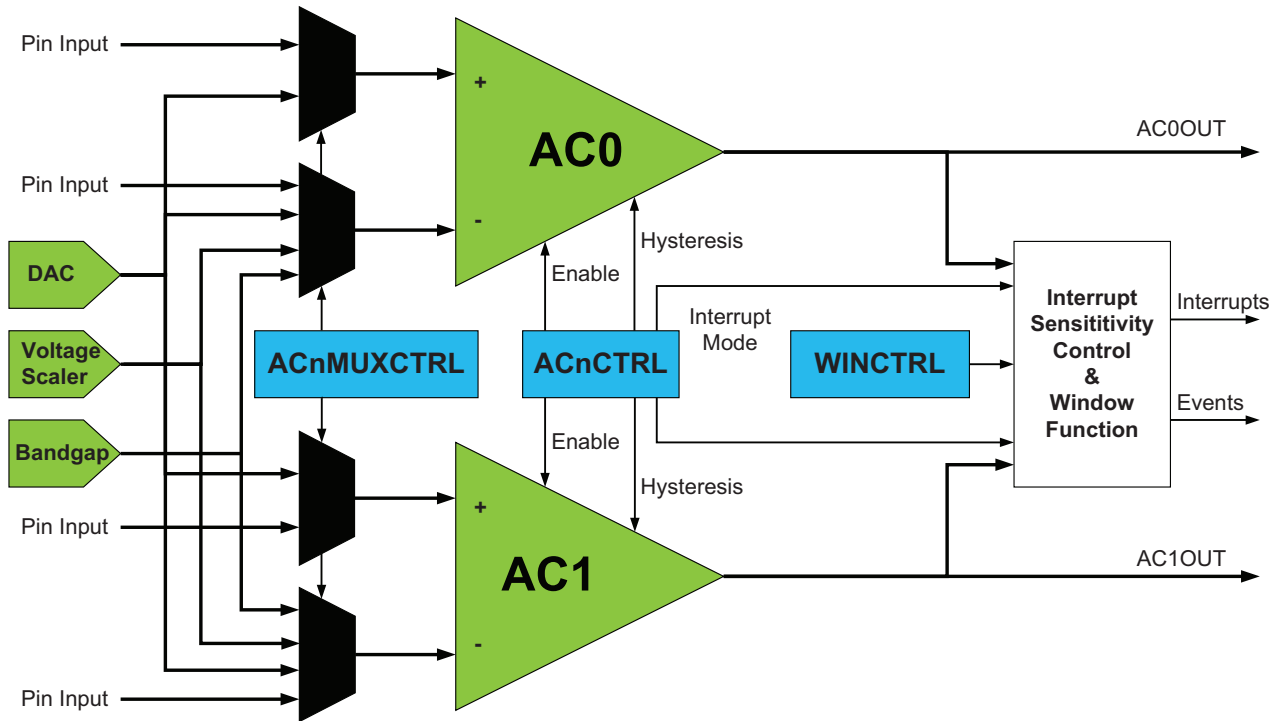 Pin Input
+
AC0
AC0OUT
Pin Input
-
Hysteresis
DAC
Enable
Interrupt
Sensititivity
Control
&
Window
Function
Interrupts
Interrupt
Mode
Voltage
Scaler
ACnMUXCTRL
ACnCTRL
WINCTRL
Events
Bandgap
Enable
Hysteresis
Pin Input
+
AC1
AC1OUT
-
Pin Input